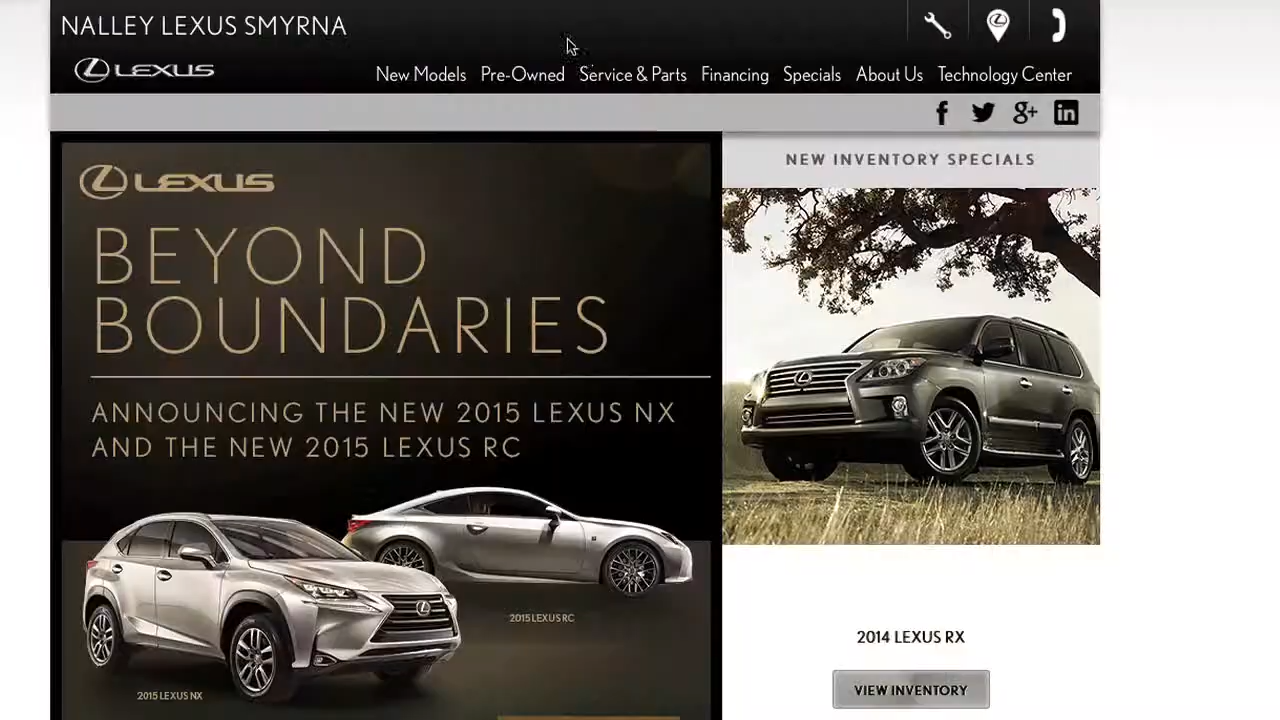 NALLEY LEXUS SMYRNA
LEXUS
New Models Pre-Owned Service & Parts Financing Specials About Us Technology Center
f g+ in
LEXUS
BEYOND
BOUNDARIES
ANNOUNCING THE NEW 2015 LEXUS NX
AND THE NEW 2015 LEXUS RC
2015 LEXUS RC
2015 LEXUS NX
NEW INVENTORY SPECIALS
2014 LEXUS RX
VIEW INVENTORY